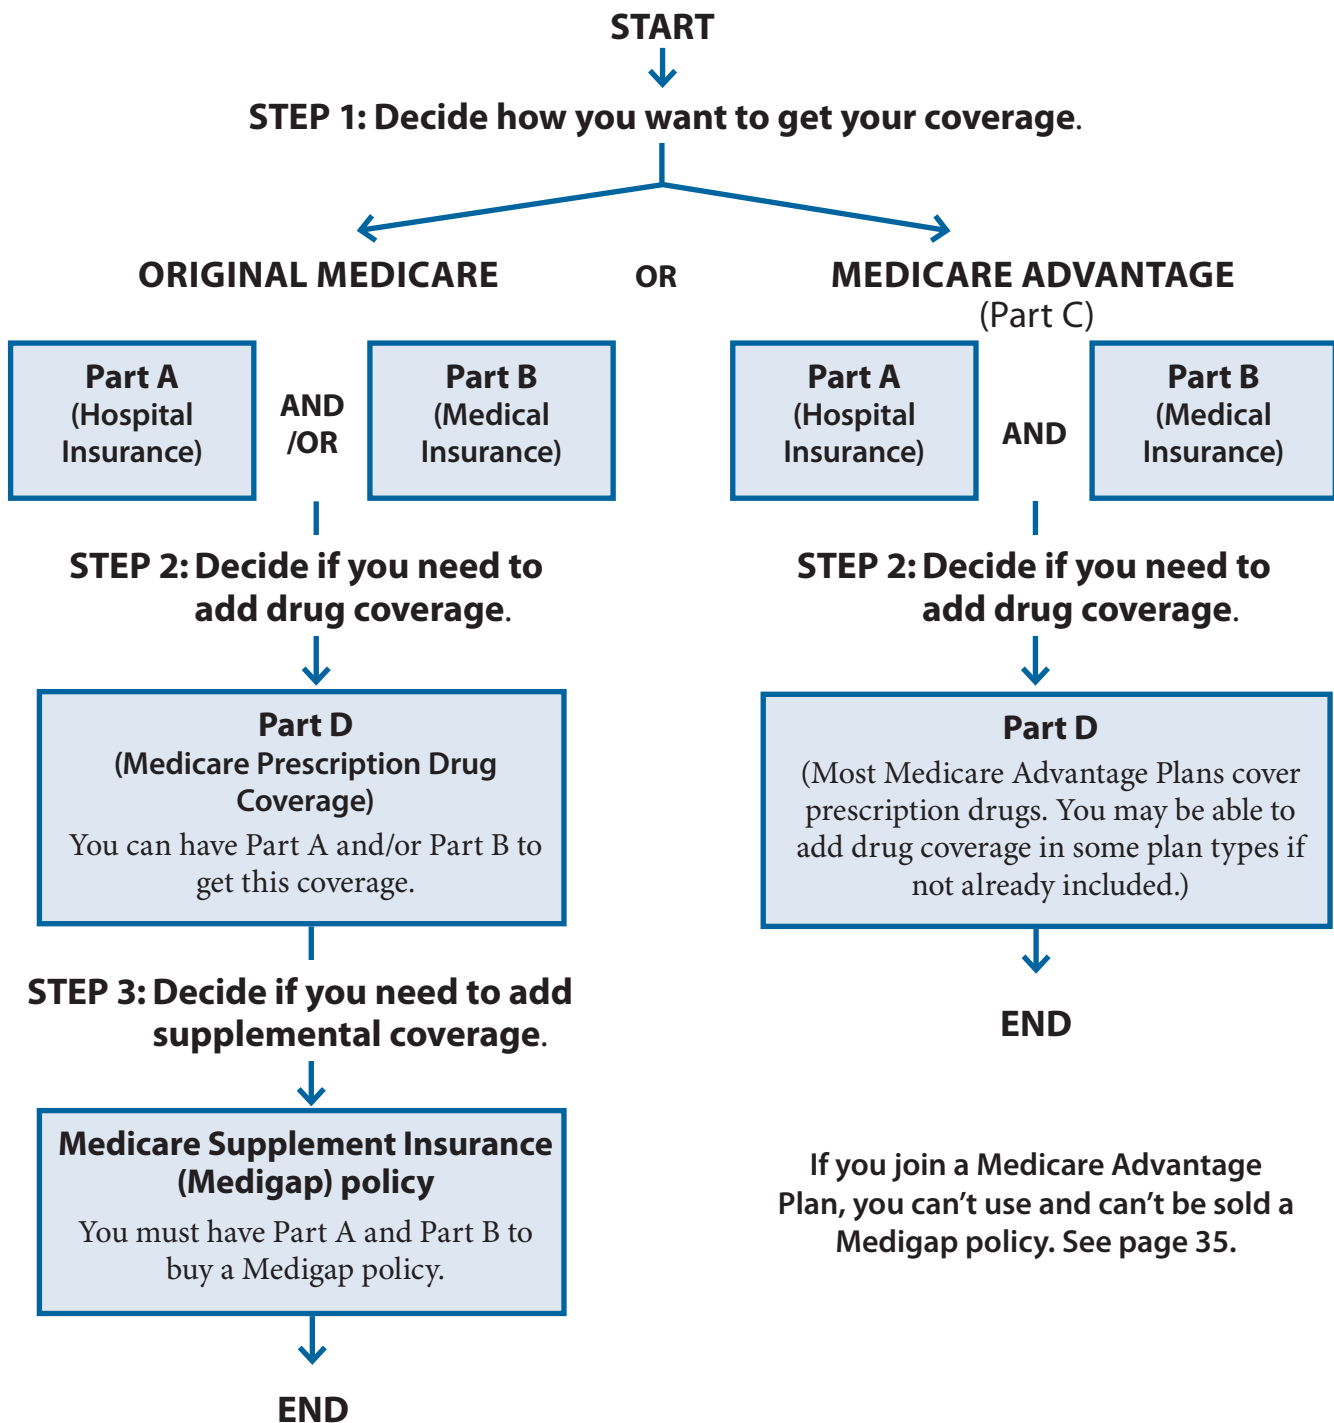 START
STEP 1: Decide how you want to get your coverage.
ORIGINAL MEDICARE
OR
MEDICARE ADVANTAGE
(Part C)
Part A
(Hospital
Insurance)
AND
/OR
Part B
(Medical
Insurance)
Part A
(Hospital
Insurance)
AND
Part B
(Medical
Insurance)
STEP 2: Decide if you need to
add drug coverage.
Part D
(Medicare Prescription Drug
Coverage)
You can have Part A and/or Part B to
get this coverage.
STEP 3: Decide if you need to add
supplemental coverage.
Medicare Supplement Insurance
(Medigap) policy
You must have Part A and Part B to
buy a Medigap policy.
END
STEP 2: Decide if you need to
add drug coverage.
Part D
(Most Medicare Advantage Plans cover
prescription drugs. You may be able to
add drug coverage in some plan types if
not already included.)
END
If you join a Medicare Advantage
Plan, you can’t use and can’t be sold a
Medigap policy. See page 35.